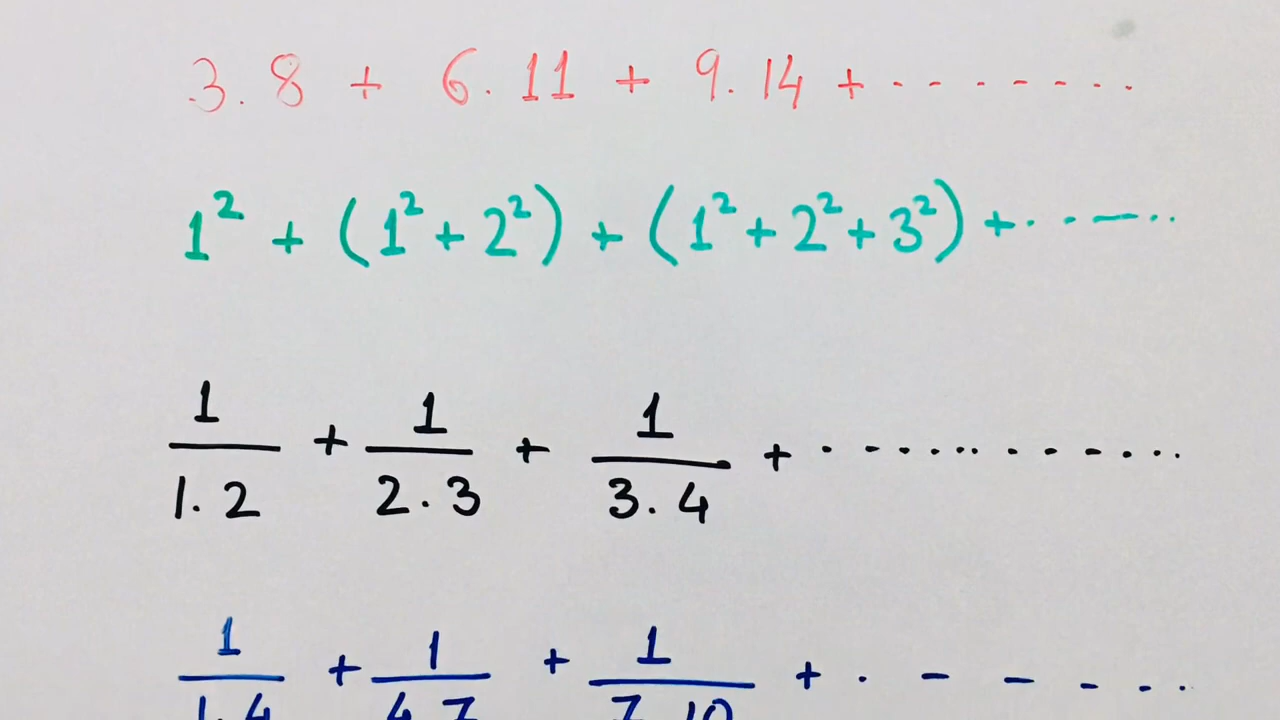 3.8 + 6.11 + 9.14 + ........
1² + (1² + 2²) + (1² + 2² + 3²) + ........
1/1.2 + 1/2.3 + 1/3.4 + ............
1/1.4 + 1/4.7 + 1/7.10 + . - - - . .